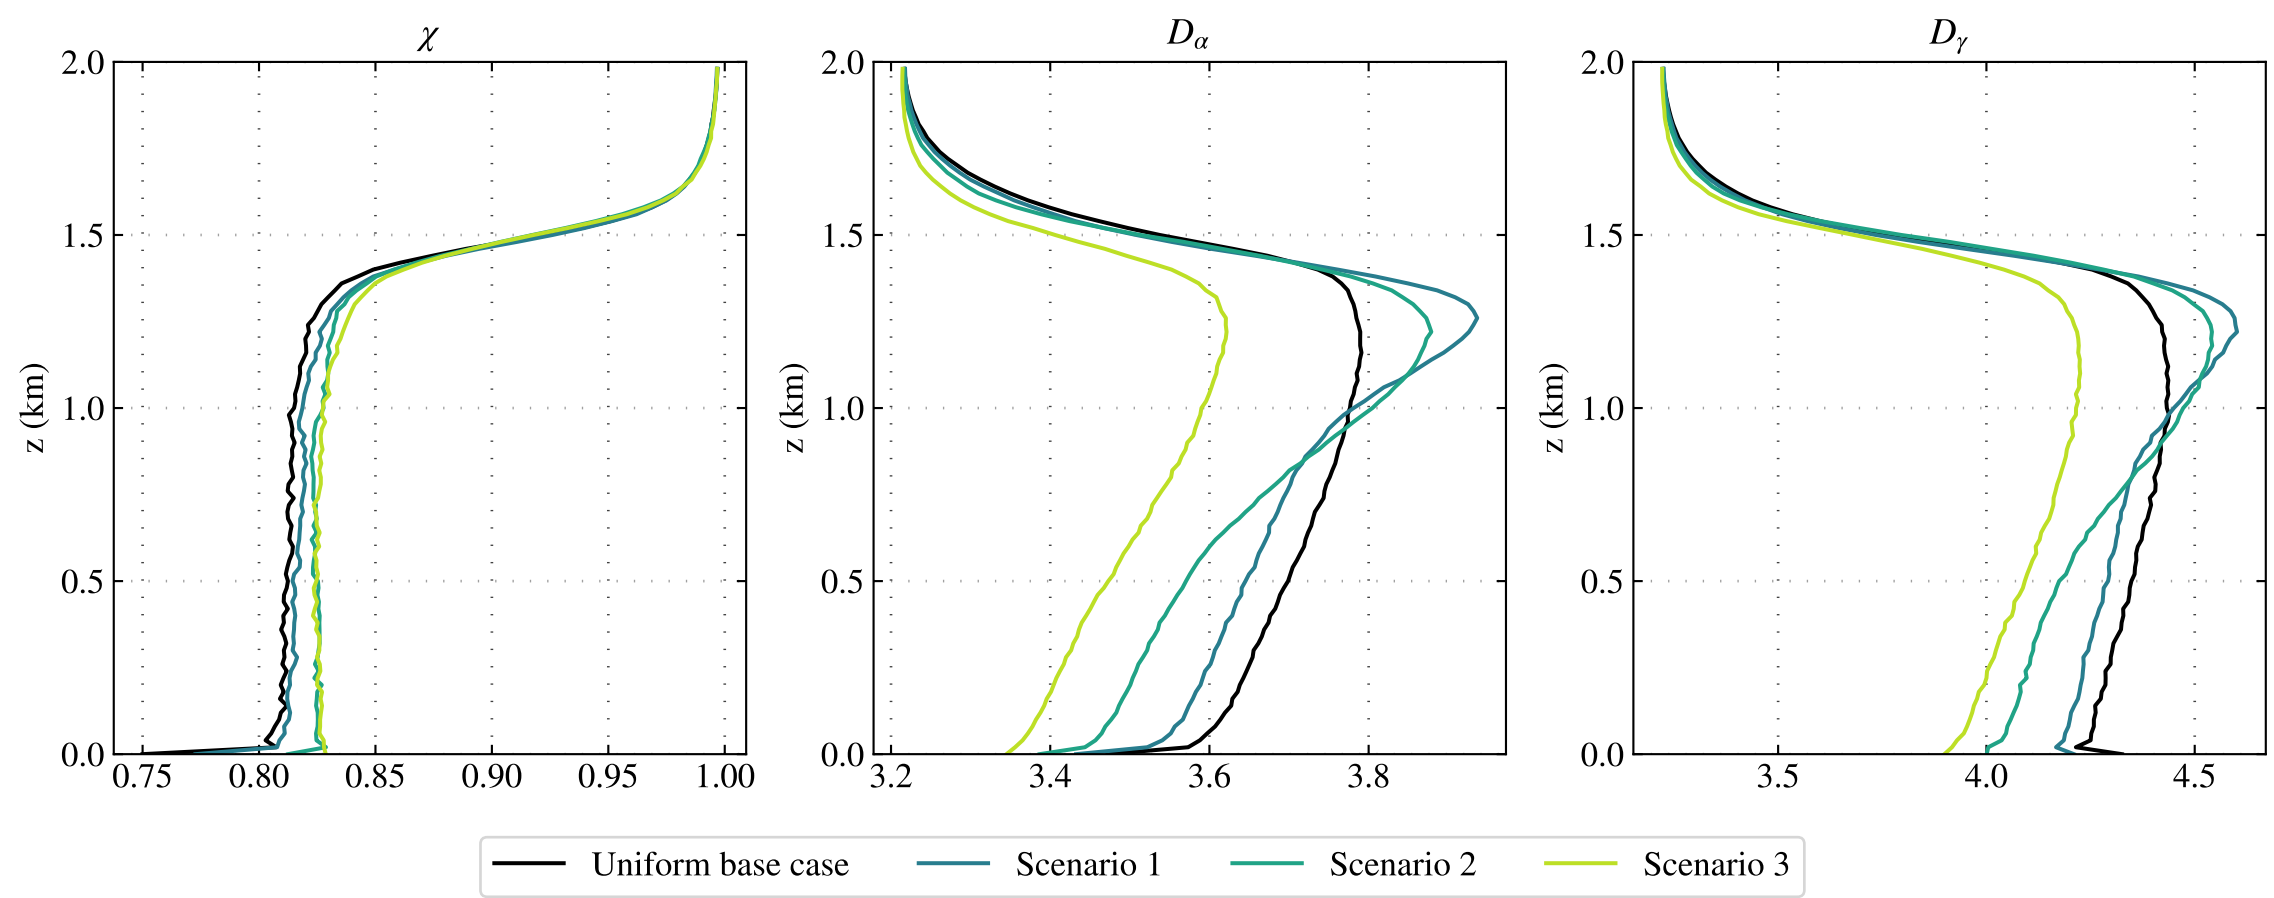 χ
D_α
D_γ
2.0
1.5
1.0
0.5
0.0
z (km)
0.75 0.80 0.85 0.90 0.95 1.00
2.0
1.5
1.0
0.5
0.0
z (km)
3.2 3.4 3.6 3.8
2.0
1.5
1.0
0.5
0.0
z (km)
3.5 4.0 4.5
Uniform base case Scenario 1 Scenario 2 Scenario 3